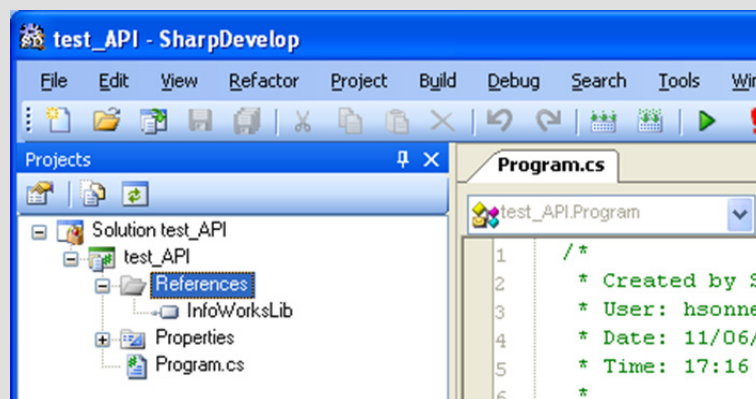 test_API - SharpDevelop
File Edit View Refactor Project Build Debug Search Tools
Projects
Program.cs
test_API.Program
Solution test_API
test_API
References
InfoWorksLib
Properties
Program.cs
1 /*
2 * Created by
3 * User: hsonne
4 * Date: 11/06/
5 * Time: 17:16
6 *